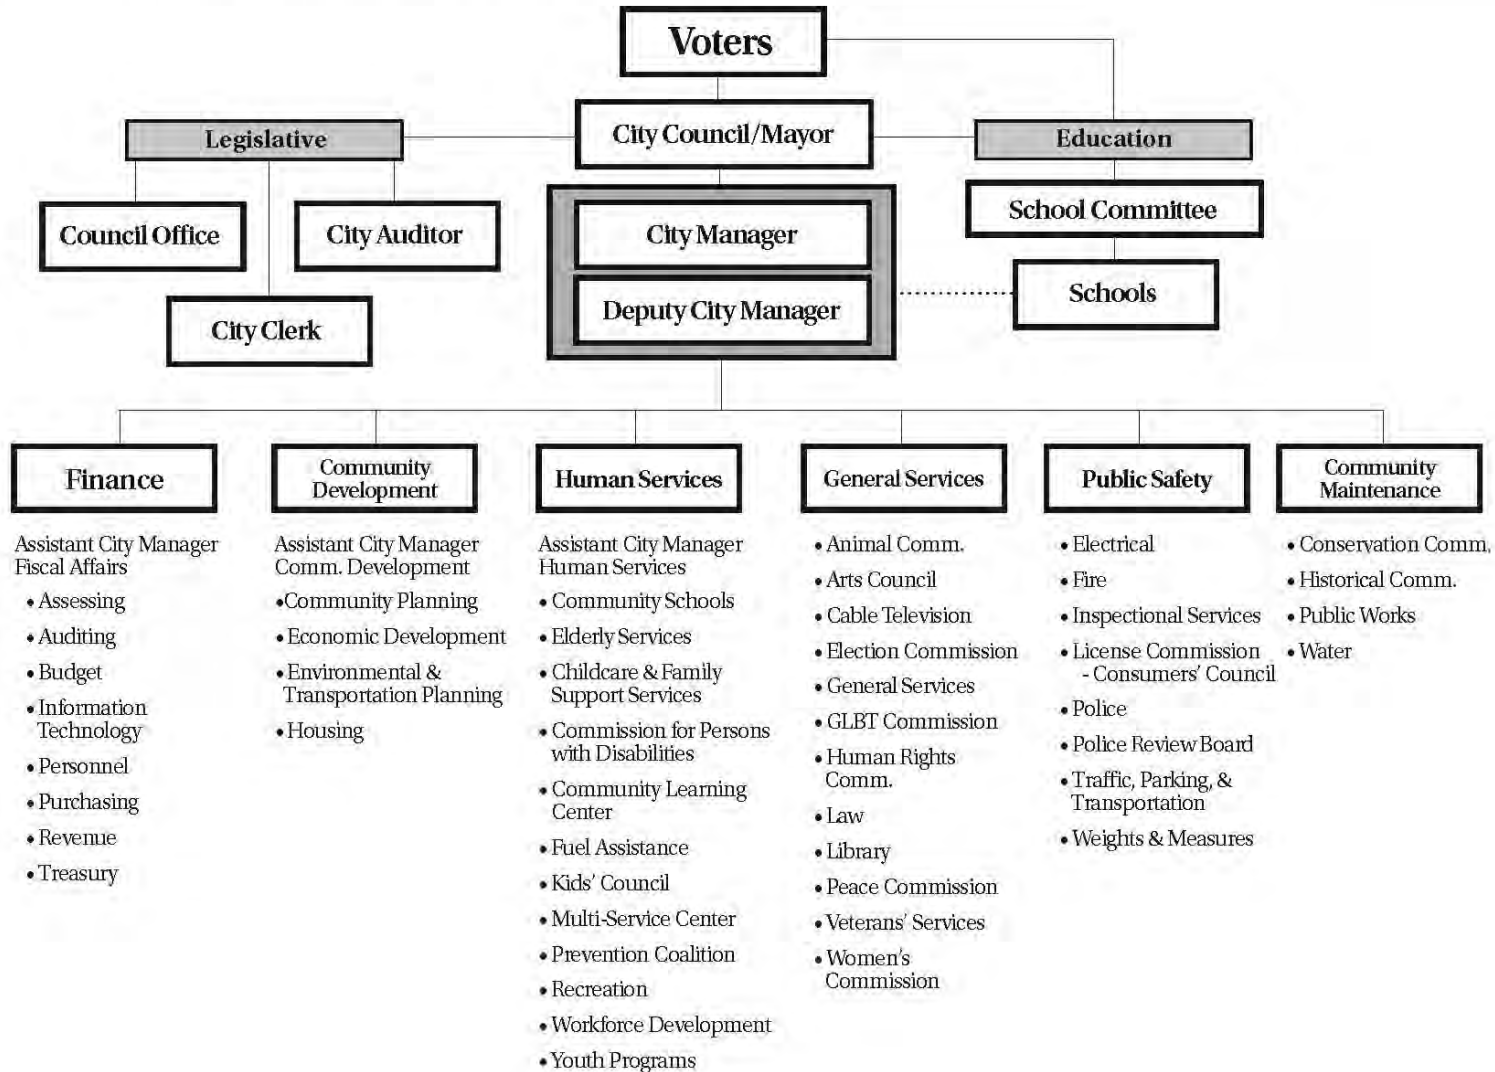 Voters
City Council/Mayor
Legislative
Education
Council Office
City Auditor
City Clerk
City Manager
Deputy City Manager
School Committee
Schools
Finance
Assistant City Manager
Fiscal Affairs
• Assessing
• Auditing
• Budget
• Information
Technology
• Personnel
• Purchasing
• Revenue
• Treasury
Community
Development
Assistant City Manager
Comm. Development
•Community Planning
• Economic Development
• Environmental &
Transportation Planning
• Housing
Human Services
Assistant City Manager
Human Services
• Community Schools
• Elderly Services
• Childcare & Family
Support Services
• Commission for Persons
with Disabilities
• Community Learning
Center
• Fuel Assistance
• Kids' Council
• Multi-Service Center
• Prevention Coalition
• Recreation
• Workforce Development
• Youth Programs
General Services
• Animal Comm.
• Arts Council
• Cable Television
• Election Commission
• General Services
• GLBT Commission
• Human Rights
Comm.
• Law
• Library
• Peace Commission
• Veterans' Services
• Women's
Commission
Public Safety
• Electrical
• Fire
• Inspectional Services
• License Commission
- Consumers' Council
• Police
• Police Review Board
• Traffic, Parking, &
Transportation
• Weights & Measures
Community
Maintenance
• Conservation Comm.
• Historical Comm.
• Public Works
• Water